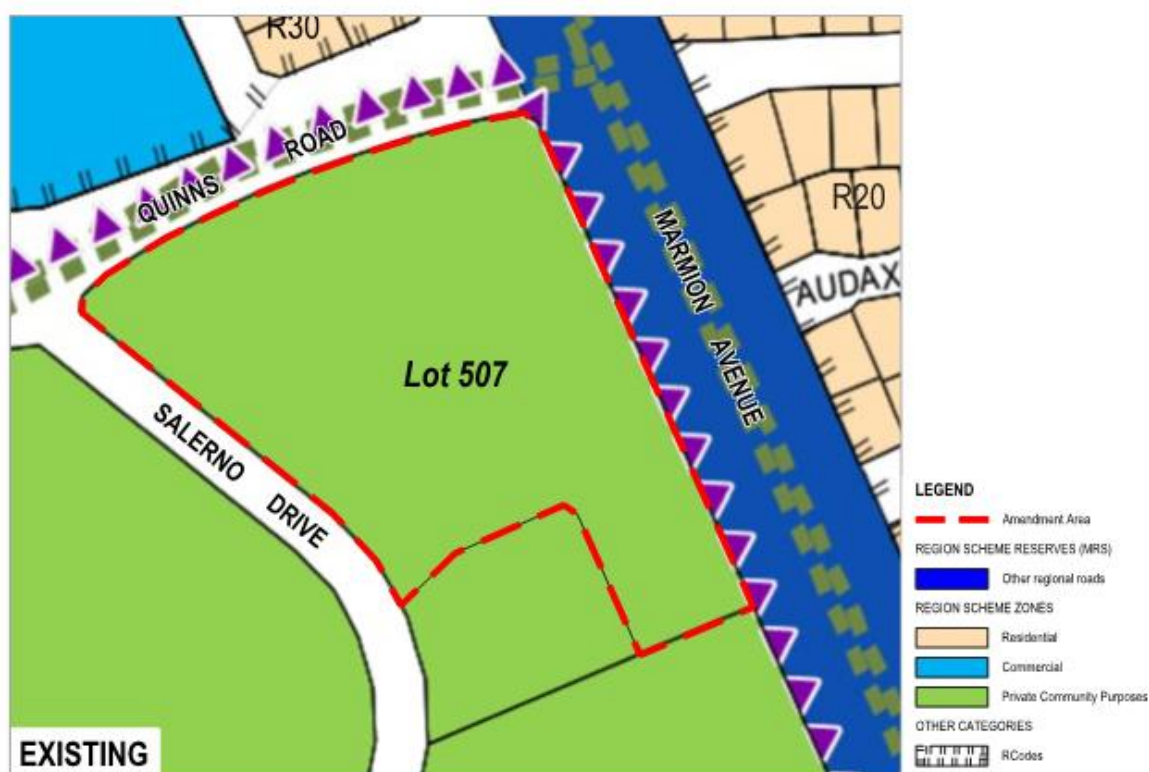 R30
QUINNS ROAD
R20
MARMION AVENUE
AUDAX
Lot 507
SALERNO DRIVE
EXISTING
LEGEND
Amendment Area
REGION SCHEME RESERVES (MRS)
Other regional roads
REGION SCHEME ZONES
Residential
Commercial
Private Community Purposes
OTHER CATEGORIES
RCodes